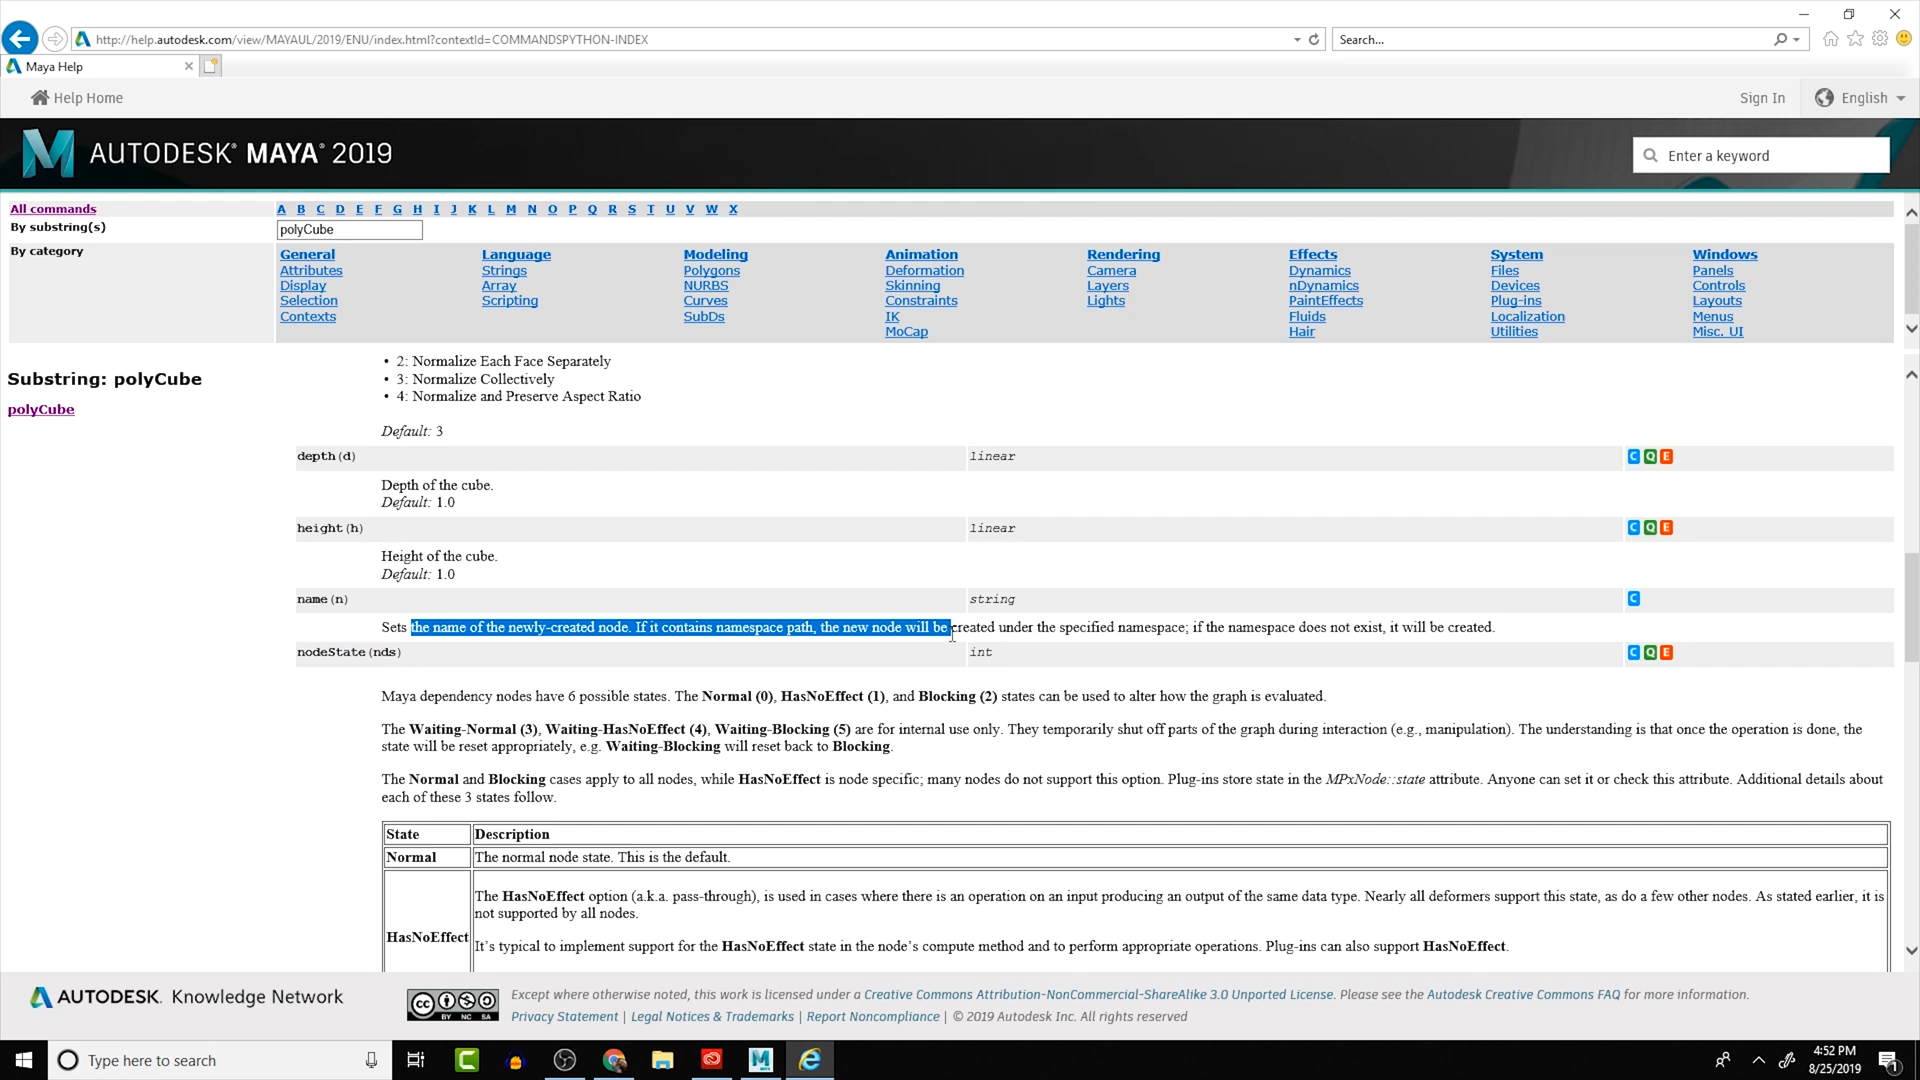 http://help.autodesk.com/view/MAYAUL/2019/ENU/index.html?contextId=COMMANDSPYTHON-INDEX
Search...
Maya Help
Help Home
Sign In
English
AUTODESK® MAYA® 2019
Enter a keyword
All commands
A B C D E F G H I J K L M N O P Q R S T U V W X
By substring(s)
polyCube
By category
General Language Modeling Animation Rendering Effects System Windows
Attributes Strings Polygons Deformation Camera Dynamics Files Panels
Display Array NURBS Skinning Layers nDynamics Devices Controls
Selection Scripting Curves Constraints Lights PaintEffects Plug-ins Layouts
Contexts SubDs IK Fluids Localization Menus
MoCap Hair Utilities Misc. UI
Substring: polyCube
polyCube
• 2: Normalize Each Face Separately
• 3: Normalize Collectively
• 4: Normalize and Preserve Aspect Ratio
Default: 3
depth(d) linear C Q E
Depth of the cube.
Default: 1.0
height(h) linear C Q E
Height of the cube.
Default: 1.0
name(n) string C
Sets the name of the newly-created node. If it contains namespace path, the new node will be created under the specified namespace; if the namespace does not exist, it will be created.
nodeState(nds) int C Q E
Maya dependency nodes have 6 possible states. The Normal (0), HasNoEffect (1), and Blocking (2) states can be used to alter how the graph is evaluated.
The Waiting-Normal (3), Waiting-HasNoEffect (4), Waiting-Blocking (5) are for internal use only. They temporarily shut off parts of the graph during interaction (e.g., manipulation). The understanding is that once the operation is done, the
state will be reset appropriately, e.g. Waiting-Blocking will reset back to Blocking.
The Normal and Blocking cases apply to all nodes, while HasNoEffect is node specific; many nodes do not support this option. Plug-ins store state in the MPxNode::state attribute. Anyone can set it or check this attribute. Additional details about
each of these 3 states follow.
State Description
Normal The normal node state. This is the default.
The HasNoEffect option (a.k.a. pass-through), is used in cases where there is an operation on an input producing an output of the same data type. Nearly all deformers support this state, as do a few other nodes. As stated earlier, it is
not supported by all nodes.
HasNoEffect
It's typical to implement support for the HasNoEffect state in the node's compute method and to perform appropriate operations. Plug-ins can also support HasNoEffect.
AUTODESK. Knowledge Network
cc BY NC SA
Except where otherwise noted, this work is licensed under a Creative Commons Attribution-NonCommercial-ShareAlike 3.0 Unported License. Please see the Autodesk Creative Commons FAQ for more information.
Privacy Statement | Legal Notices & Trademarks | Report Noncompliance | © 2019 Autodesk Inc. All rights reserved
Type here to search
4:52 PM
8/25/2019
1